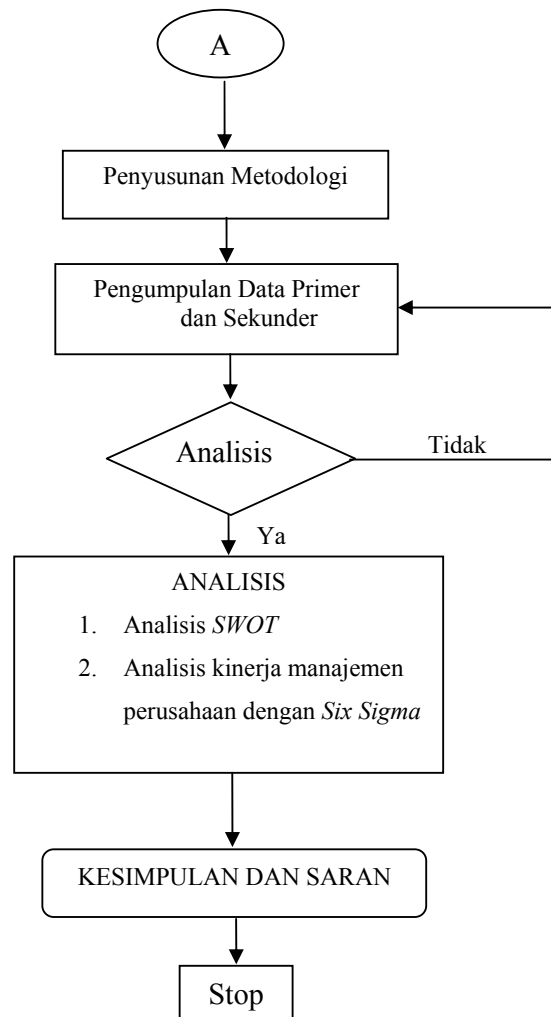 A
Penyusunan Metodologi
Pengumpulan Data Primer
dan Sekunder
Analisis
Tidak
Ya
ANALISIS
1. Analisis SWOT
2. Analisis kinerja manajemen
perusahaan dengan Six Sigma
KESIMPULAN DAN SARAN
Stop